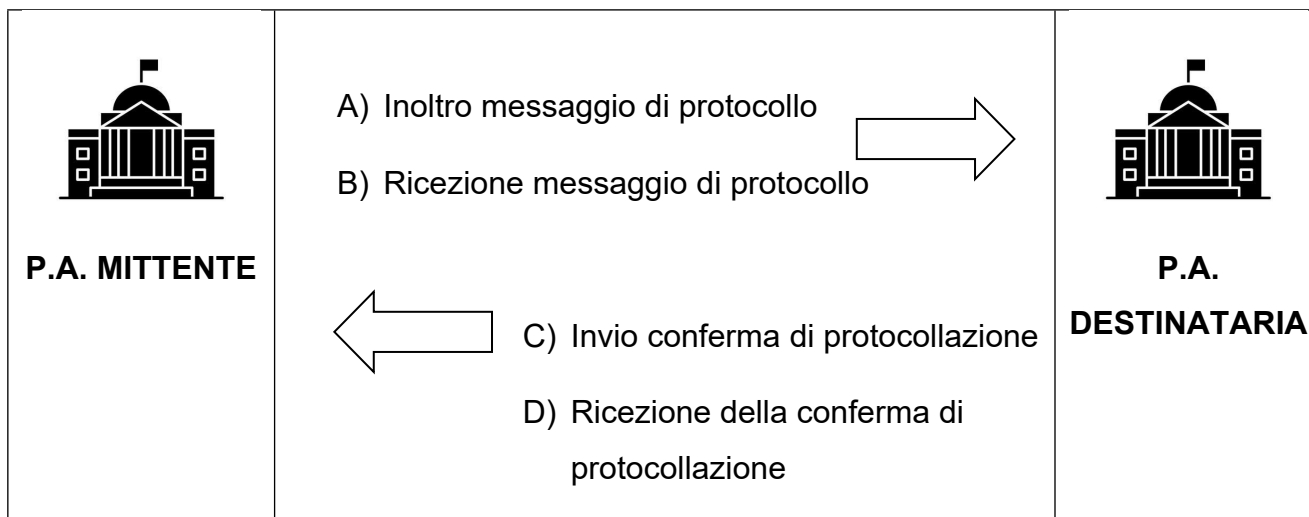 P.A. MITTENTE
A) Inoltro messaggio di protocollo
B) Ricezione messaggio di protocollo
C) Invio conferma di protocollazione
D) Ricezione della conferma di
protocollazione
P.A.
DESTINATARIA